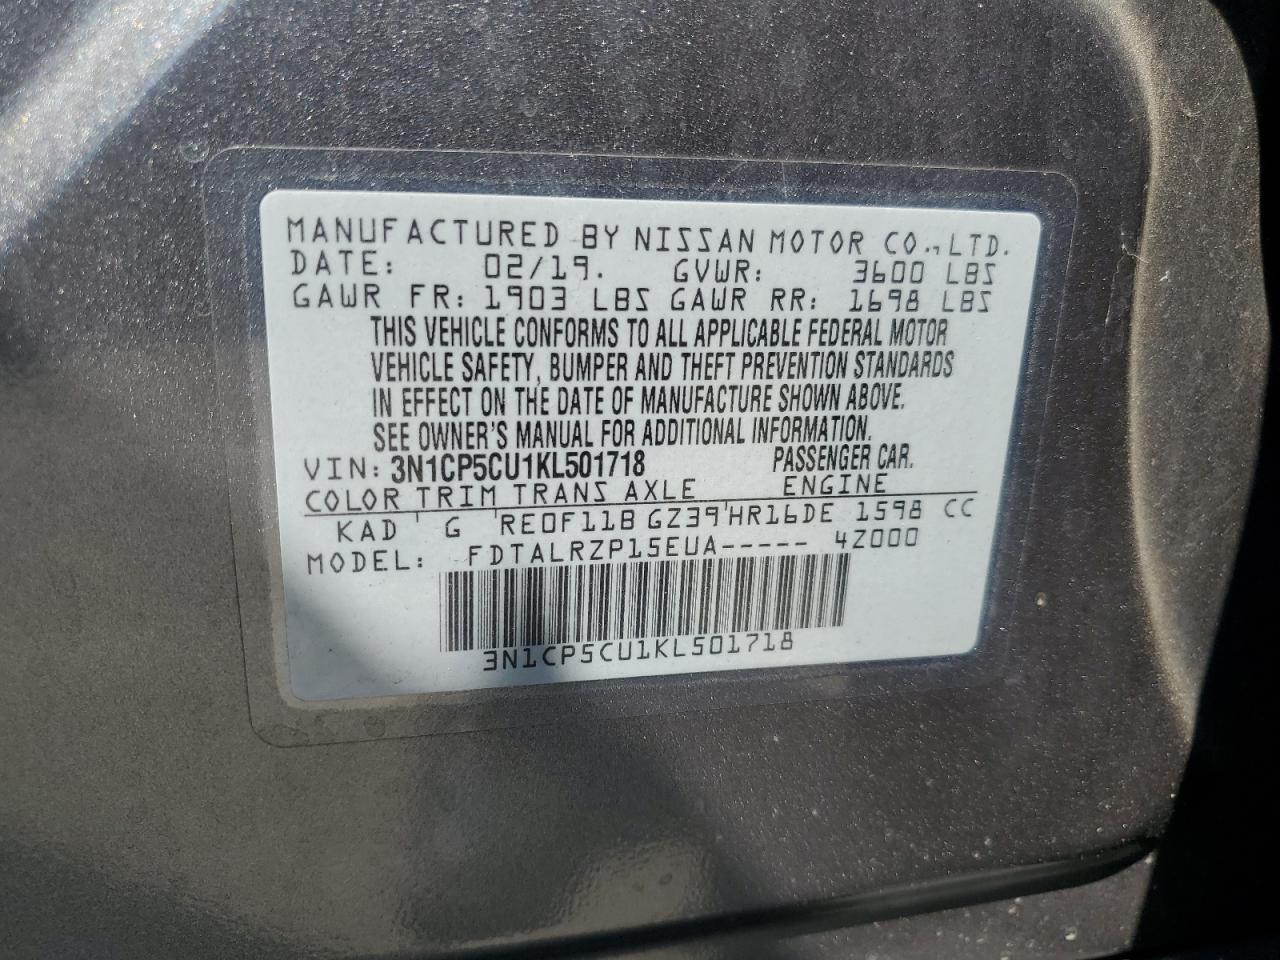 MANUFACTURED BY NISSAN MOTOR CO., LTD.
DATE: 02/19. GVWR: 3600 LBS
GAWR FR: 1903 LBS GAWR RR: 1698 LBS
THIS VEHICLE CONFORMS TO ALL APPLICABLE FEDERAL MOTOR
VEHICLE SAFETY, BUMPER AND THEFT PREVENTION STANDARDS
IN EFFECT ON THE DATE OF MANUFACTURE SHOWN ABOVE.
SEE OWNER'S MANUAL FOR ADDITIONAL INFORMATION.
VIN: 3N1CP5CU1KL501718 PASSENGER CAR.
COLOR TRIM TRANS AXLE ENGINE
KAD G RE0F11B GZ39 HR16DE 1598 CC
MODEL: FDTALRZP15EUA----- 4Z000
3N1CP5CU1KL501718